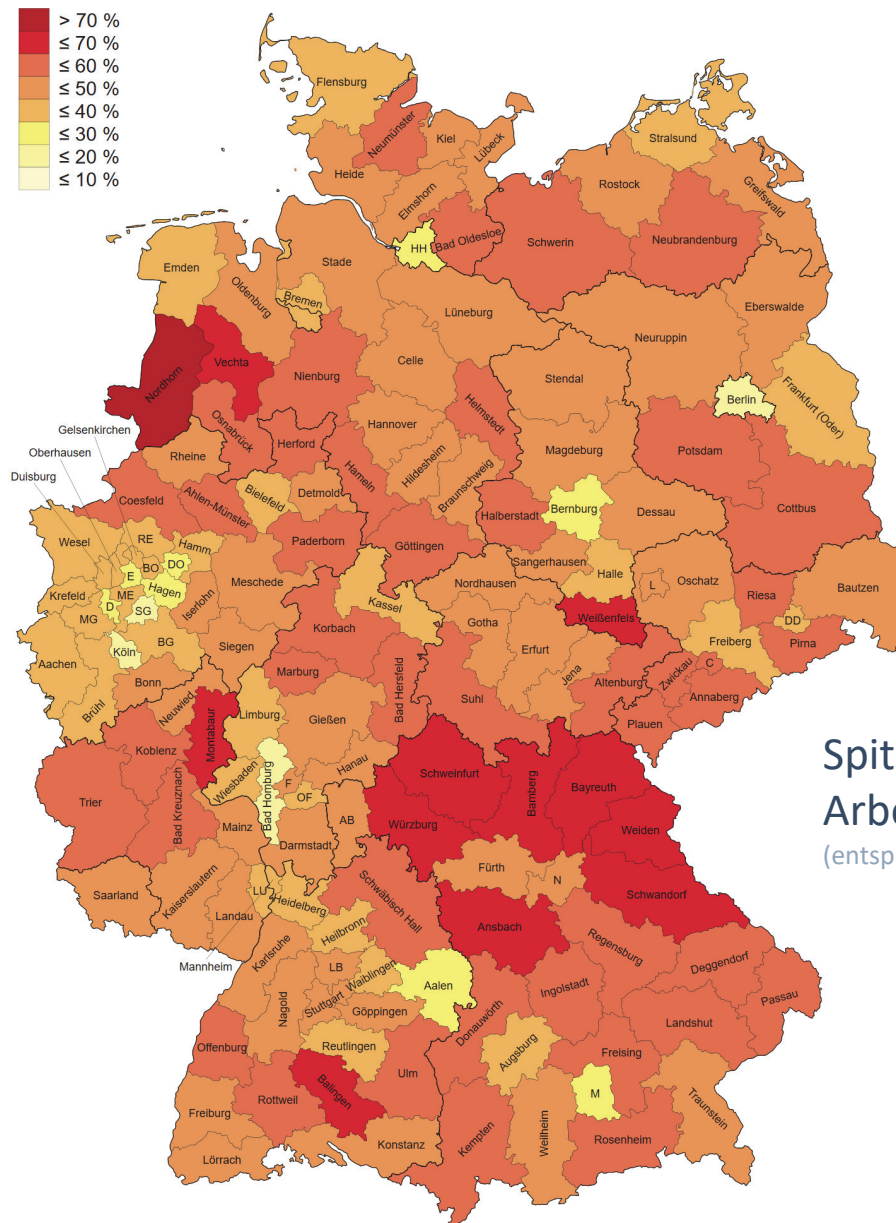 > 70 %
≤ 70 %
≤ 60 %
≤ 50 %
≤ 40 %
≤ 30 %
≤ 20 %
≤ 10 %
Flensburg
Neumünster
Kiel
Lübeck
Heide
Elmshorn
Stralsund
Rostock
Greifswald
HH
Bad Oldesloe
Schwerin
Neubrandenburg
Emden
Oldenburg
Stade
Bremen
Lüneburg
Eberswalde
Neuruppin
Nordhorn
Vechta
Nienburg
Celle
Stendal
Berlin
Frankfurt (Oder)
Gelsenkirchen
Oberhausen
Duisburg
Osnabrück
Herford
Hannover
Helmstedt
Rheine
Hameln
Hildesheim
Braunschweig
Magdeburg
Potsdam
Coesfeld
Ahlen-Münster
Bielefeld
Detmold
Halberstadt
Bernburg
Dessau
Cottbus
Wesel
RE
Hamm
Paderborn
Göttingen
E
BO
DO
Sangerhausen
Halle
L
Oschatz
Krefeld
D
ME
Hagen
Iserlohn
Meschede
Kassel
Nordhausen
Riesa
Bautzen
MG
SG
Gotha
Weißenfels
DD
Köln
BG
Siegen
Korbach
Erfurt
Jena
Freiberg
Pirna
Aachen
Brühl
Bonn
Marburg
Bad Hersfeld
Suhl
Altenburg
Zwickau
C
Annaberg
Neuwied
Montabaur
Limburg
Gießen
Plauen
Koblenz
Wiesbaden
Bad Homburg
F
Hanau
OF
Schweinfurt
Bamberg
Bayreuth
Trier
Bad Kreuznach
Mainz
Darmstadt
AB
Würzburg
Weiden
Spit
Arbe
(entsp
Saarland
Kaiserslautern
Landau
LU
Heidelberg
Schwäbisch Hall
Fürth
N
Schwandorf
Mannheim
Karlsruhe
Heilbronn
Ansbach
Regensburg
Deggendorf
LB
Waiblingen
Aalen
Nagold
Stuttgart
Göppingen
Donauwörth
Ingolstadt
Landshut
Passau
Offenburg
Reutlingen
Ulm
Augsburg
Freising
Rottweil
Balingen
M
Traunstein
Freiburg
Konstanz
Kempten
Weilheim
Rosenheim
Lörrach